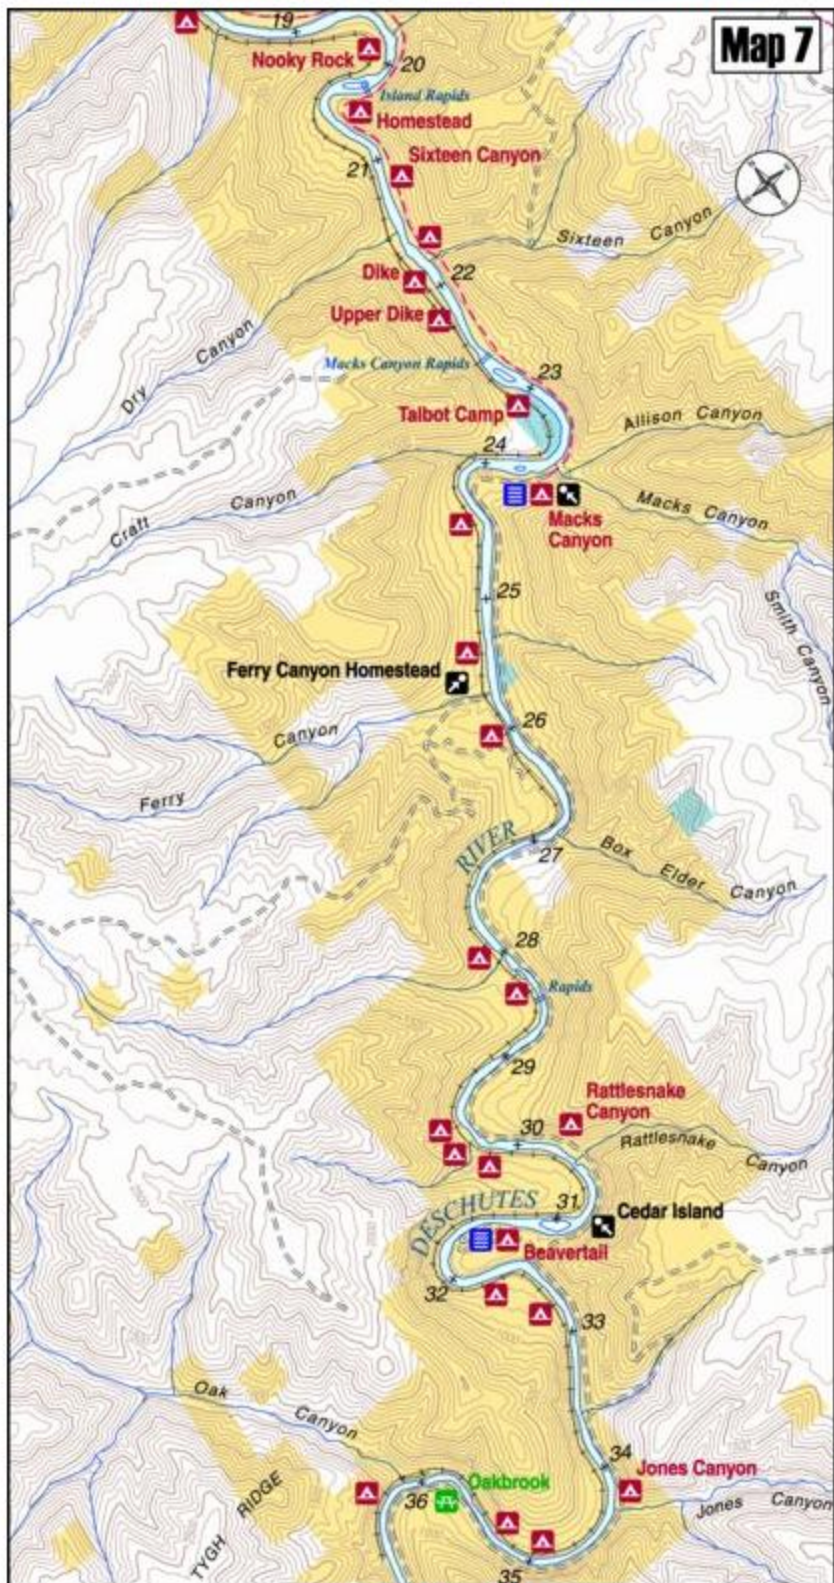 Map 7
19
Nooky Rock
20
Island Rapids
Homestead
21
Sixteen Canyon
Sixteen Canyon
Dike
22
Upper Dike
Dry Canyon
Macks Canyon Rapids
23
Talbot Camp
Allison Canyon
24
Craft Canyon
Macks Canyon
Macks
Canyon
25
Smith Canyon
Ferry Canyon Homestead
26
Ferry Canyon
RIVER
27
Box Elder Canyon
28
Rapids
29
Rattlesnake
Canyon
30
Rattlesnake Canyon
DESCHUTES
31
Cedar Island
Beavertail
32
33
Oak Canyon
34
Jones Canyon
Oakbrook
36
Jones Canyon
TYGH RIDGE
35